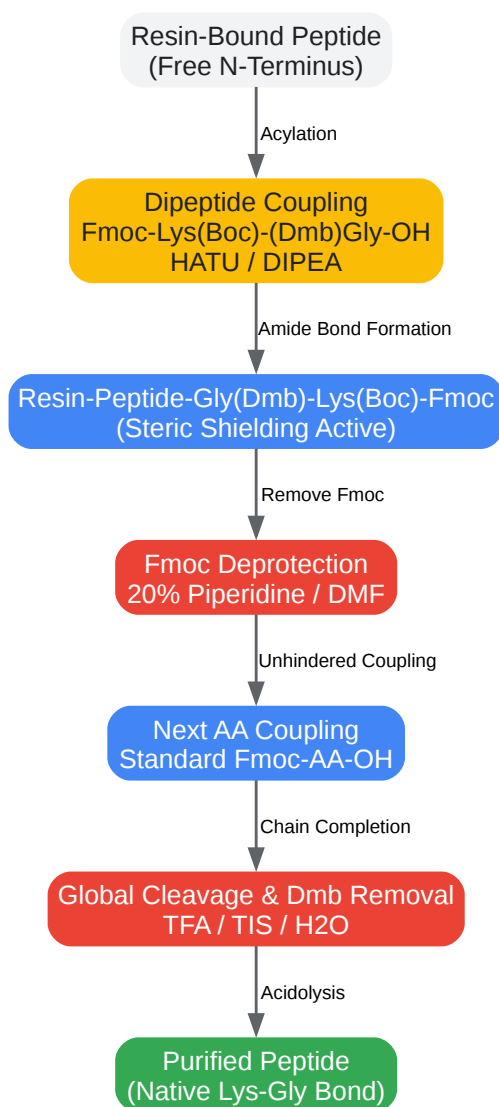 Resin-Bound Peptide
(Free N-Terminus)
Acylation
Dipeptide Coupling
Fmoc-Lys(Boc)-(Dmb)Gly-OH
HATU / DIPEA
Amide Bond Formation
Resin-Peptide-Gly(Dmb)-Lys(Boc)-Fmoc
(Steric Shielding Active)
Remove Fmoc
Fmoc Deprotection
20% Piperidine / DMF
Unhindered Coupling
Next AA Coupling
Standard Fmoc-AA-OH
Chain Completion
Global Cleavage & Dmb Removal
TFA / TIS / H2O
Acidolysis
Purified Peptide
(Native Lys-Gly Bond)